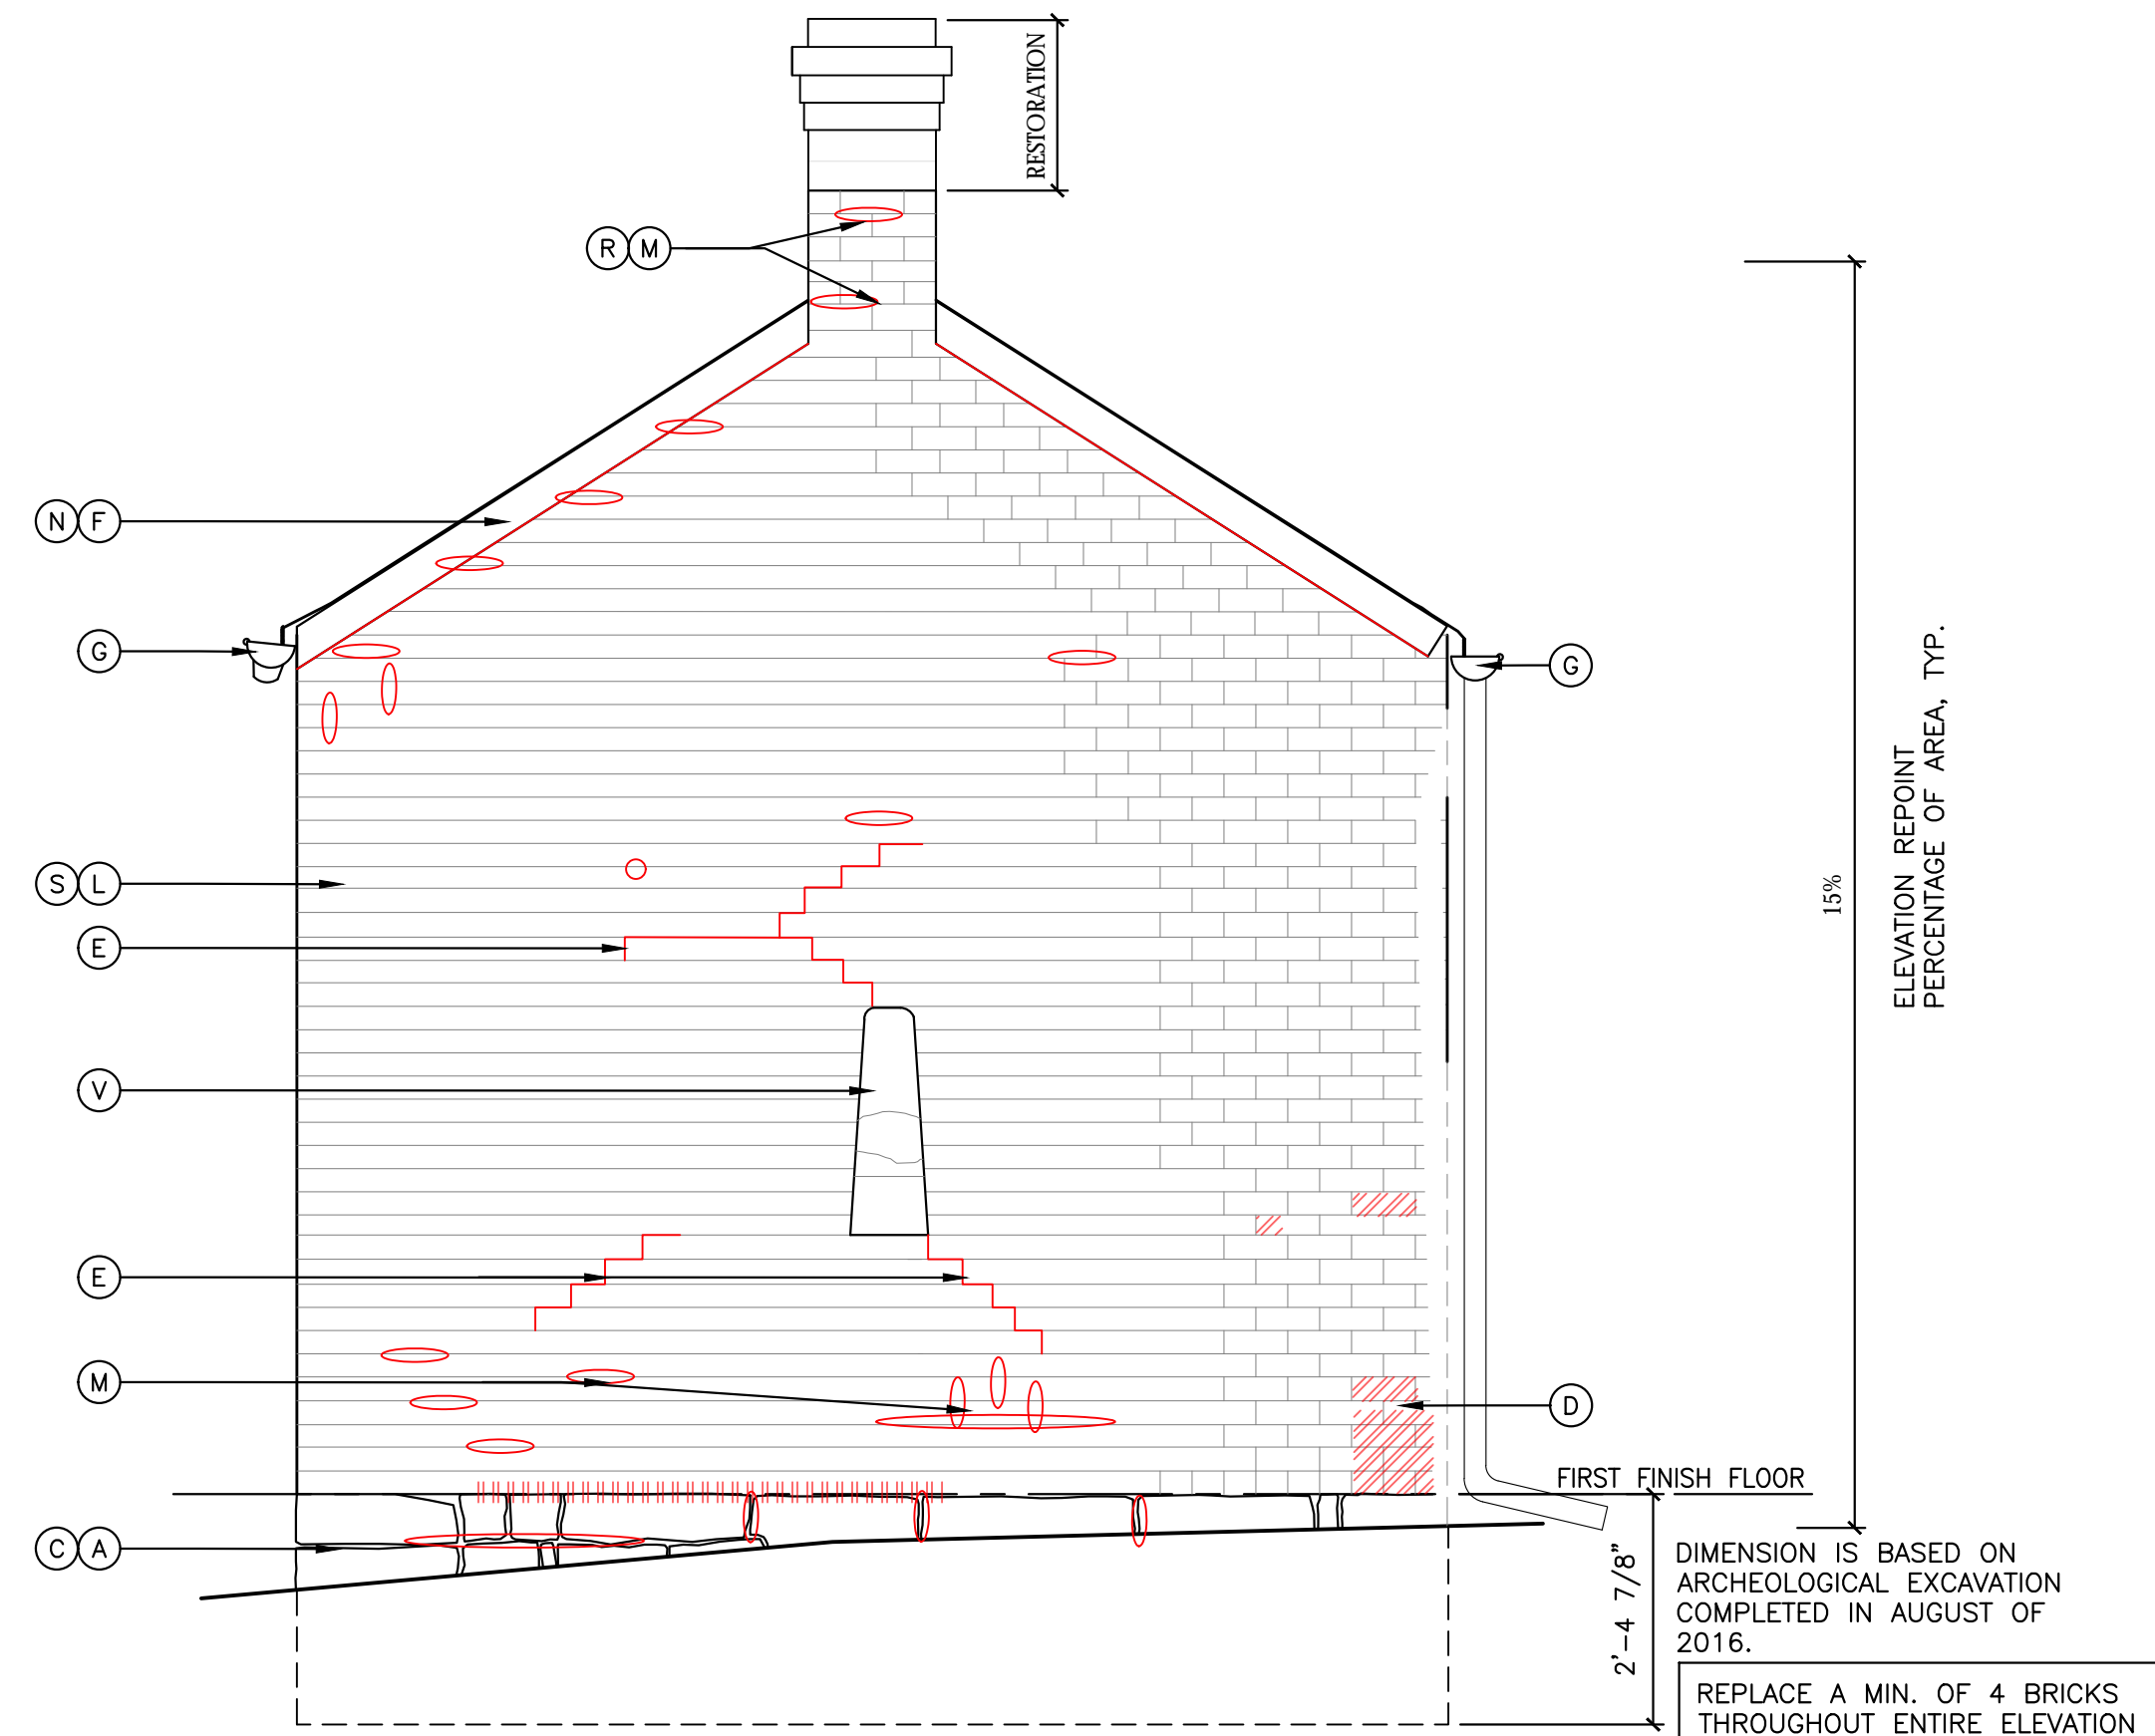 RESTORATION
R M
N F
G
G
ELEVATION REPOINT
PERCENTAGE OF AREA, TYP.
15%
S L
E
V
E
M
D
FIRST FINISH FLOOR
C A
2'-4 7/8"
DIMENSION IS BASED ON
ARCHEOLOGICAL EXCAVATION
COMPLETED IN AUGUST OF
2016.
REPLACE A MIN. OF 4 BRICKS
THROUGHOUT ENTIRE ELEVATION